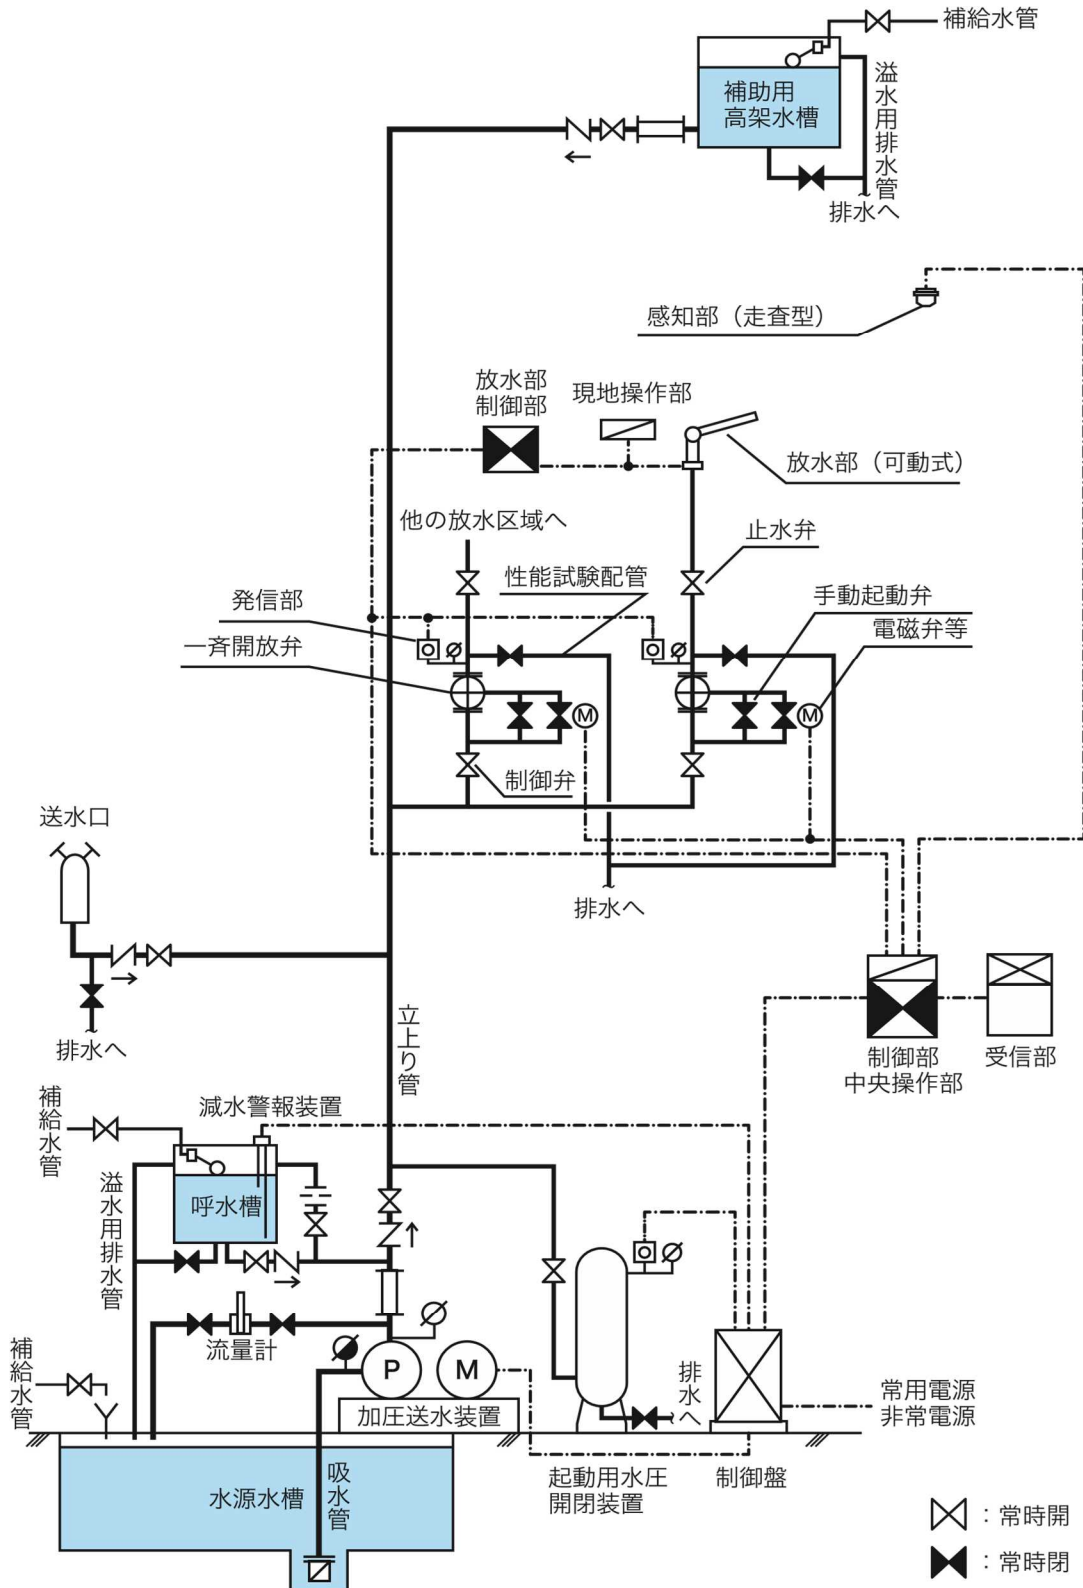 補給水管
補助用
高架水槽
溢水用排水管
排水へ
感知部（走査型）
放水部
制御部
現地操作部
放水部（可動式）
他の放水区域へ
止水弁
性能試験配管
発信部
手動起動弁
一斉開放弁
電磁弁等
M
M
制御弁
送水口
排水へ
排水へ
立上り管
制御部
中央操作部
受信部
補給水管
減水警報装置
溢水用排水管
呼水槽
流量計
補給水管
P
M
加圧送水装置
排水へ
常用電源
非常電源
水源水槽
吸水管
起動用水圧
開閉装置
制御盤
：常時開
：常時閉